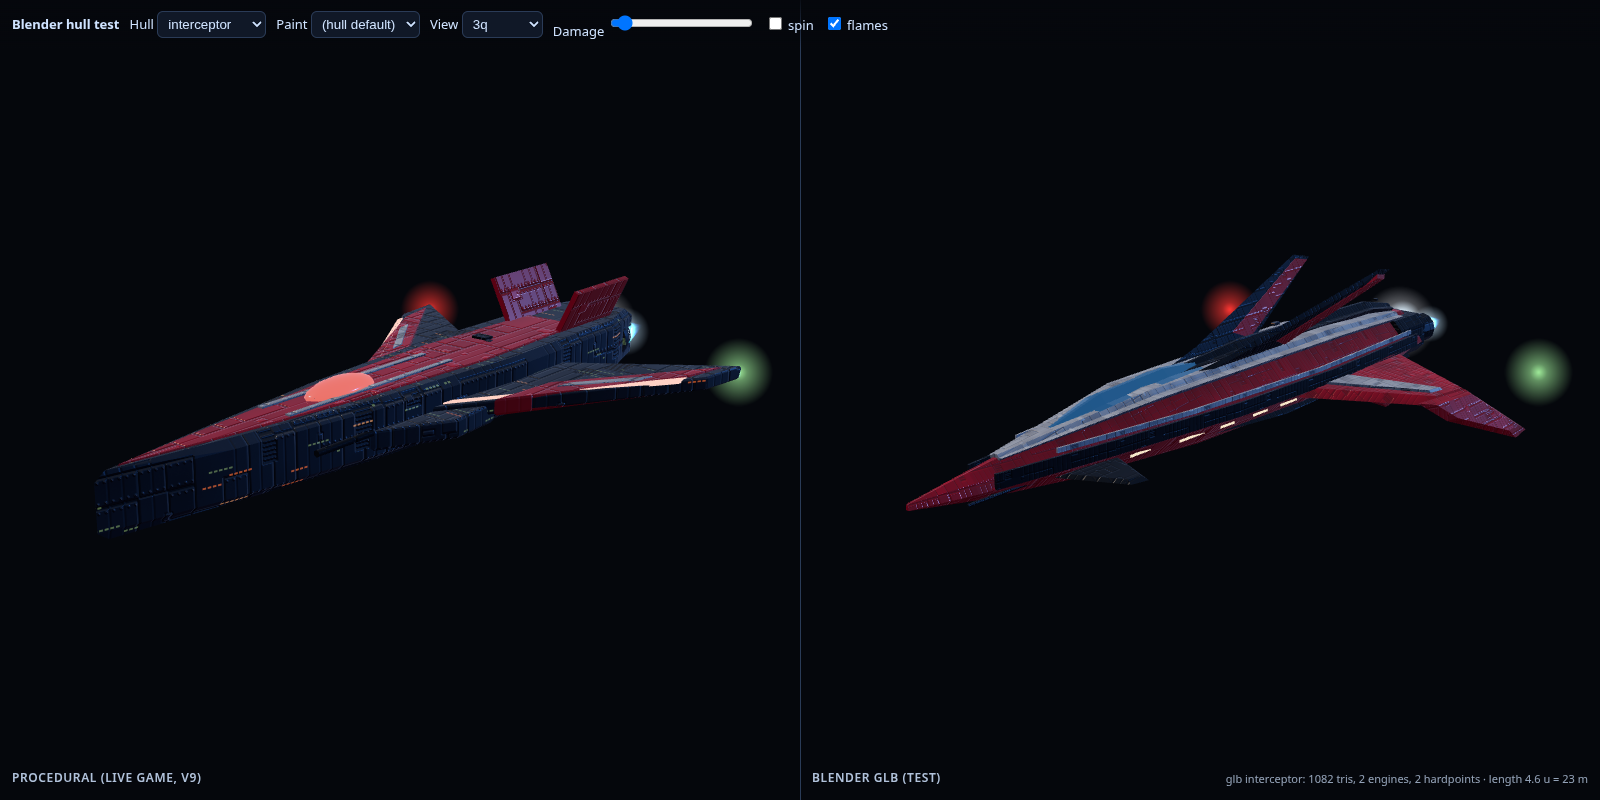 Blender hull test Hull interceptor Paint (hull default) View 3q Damage spin flames
PROCEDURAL (LIVE GAME, V9)
BLENDER GLB (TEST)
glb interceptor: 1082 tris, 2 engines, 2 hardpoints · length 4.6 u = 23 m